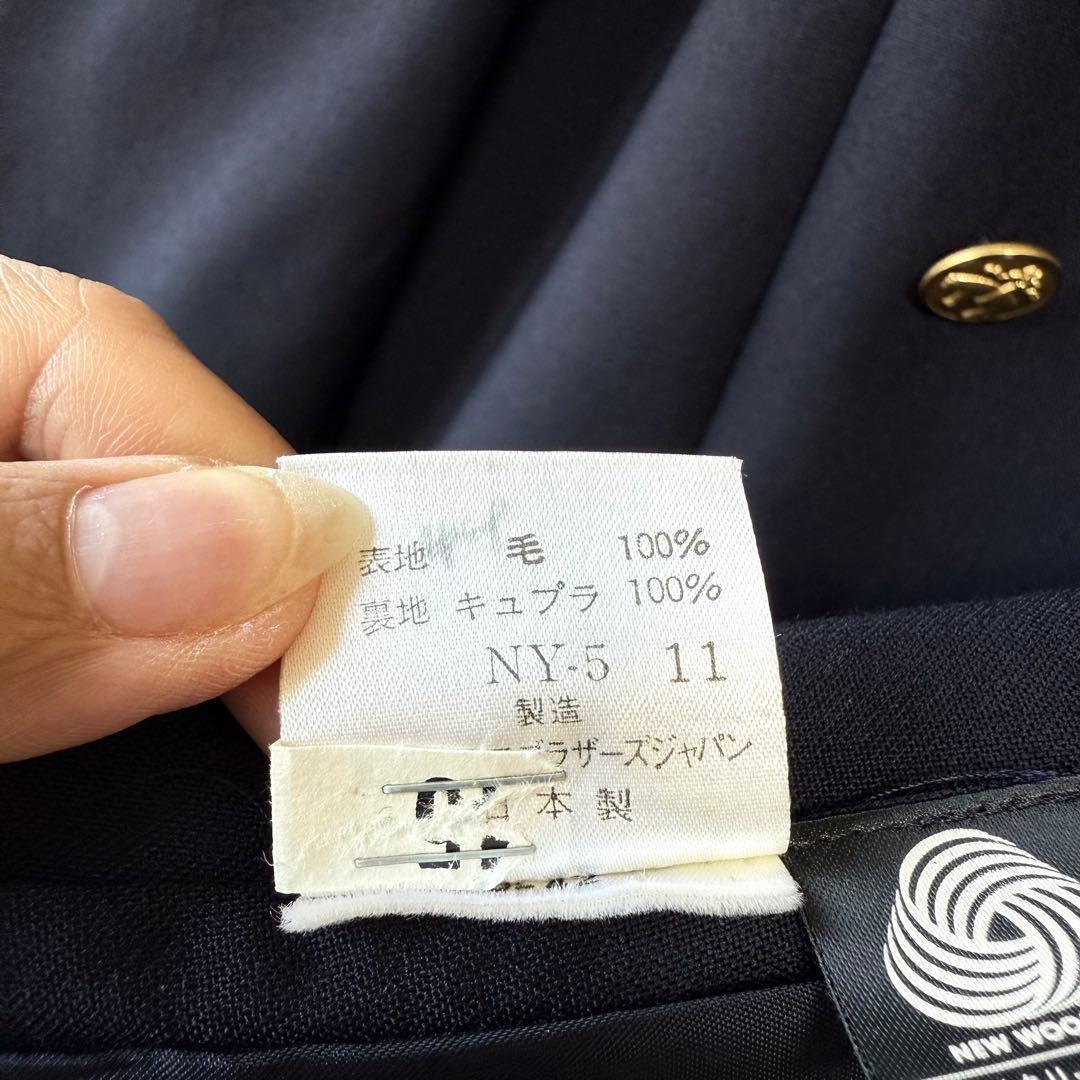 表地 毛 100%
裏地 キュプラ 100%
NY-5 11
製造
ブラザーズジャパン
日本製
NEW WOO